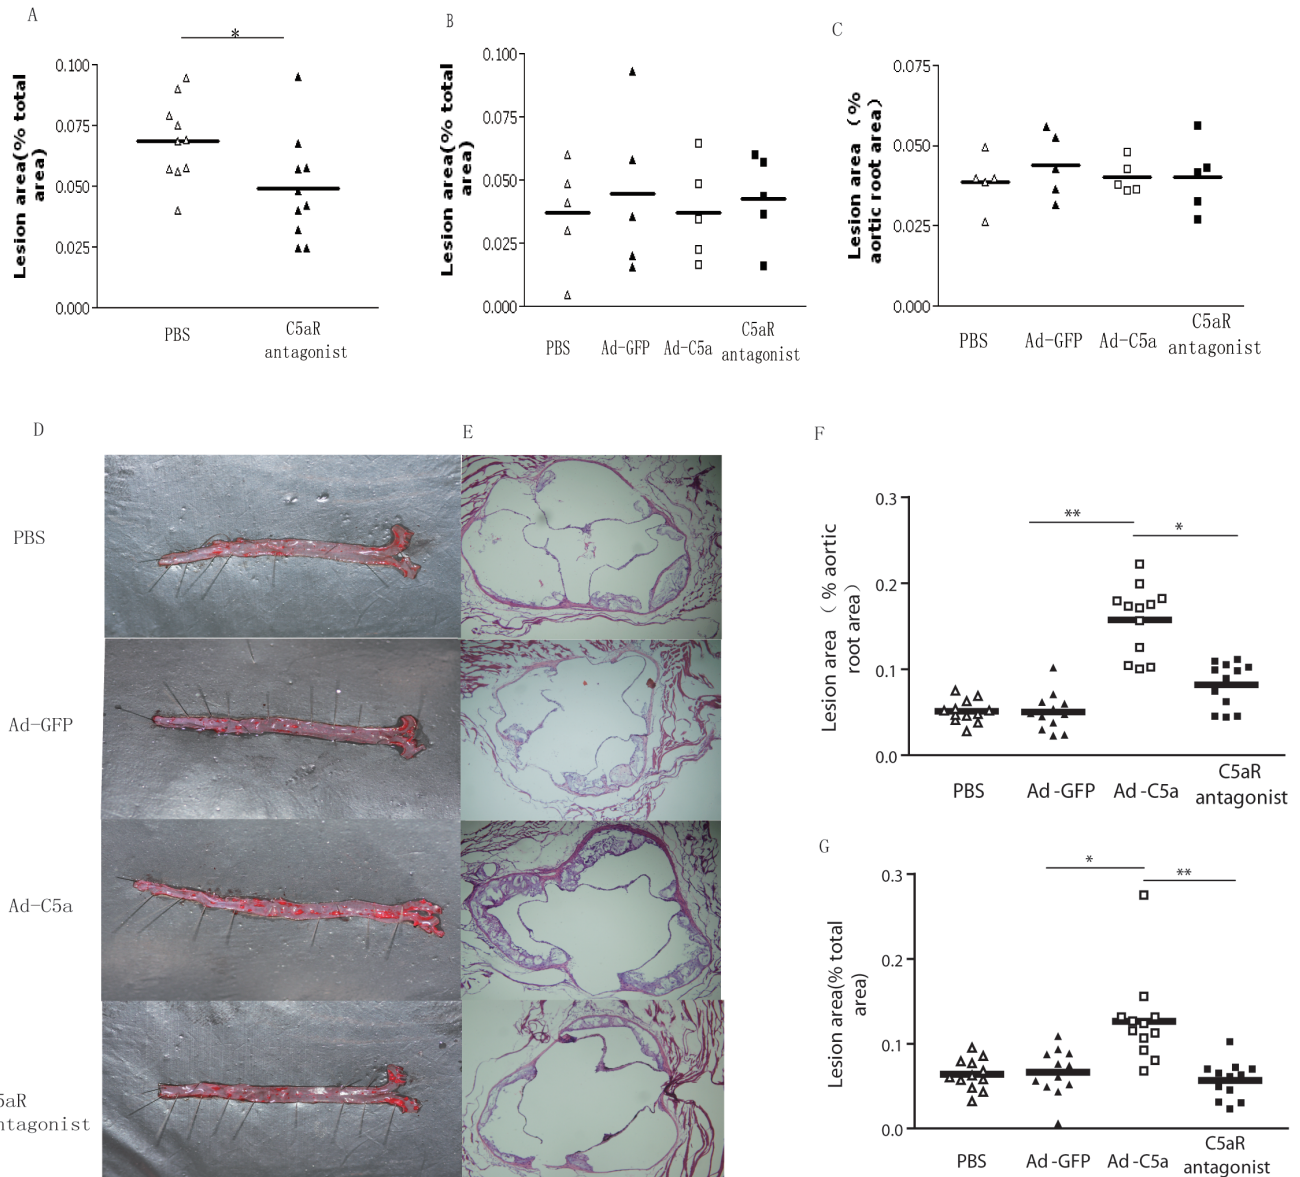 A
*
Lesion area(% total
area)
0.100
0.075
0.050
0.025
0.000
PBS
C5aR
antagonist
B
Lesion area(% total
area)
0.100
0.075
0.050
0.025
0.000
PBS
Ad-GFP
Ad-C5a
C5aR
antagonist
C
Lesion area (%
aortic root area)
0.075
0.050
0.025
0.000
PBS
Ad-GFP
Ad-C5a
C5aR
antagonist
D
E
PBS
Ad-GFP
Ad-C5a
5aR
ntagonist
F
Lesion area ( % aortic
root area)
0.3
0.2
0.1
0.0
**
*
PBS
Ad-GFP
Ad-C5a
C5aR
antagonist
G
Lesion area(% total
area)
0.3
0.2
0.1
0.0
*
**
PBS
Ad-GFP
Ad-C5a
C5aR
antagonist